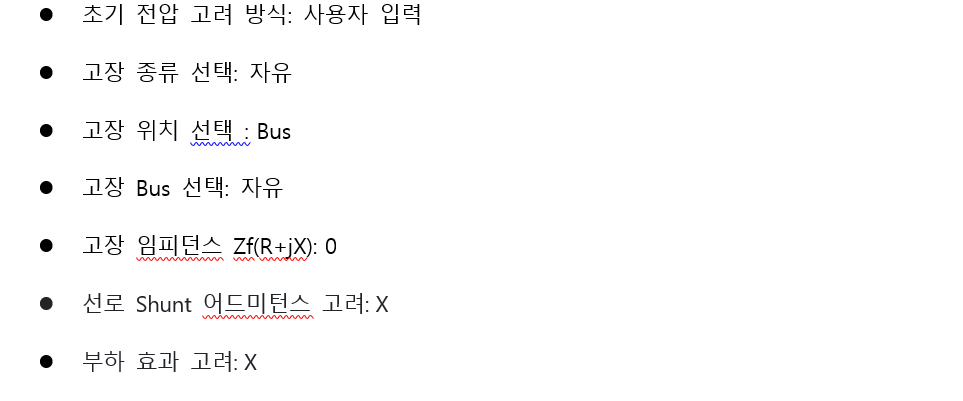 ● 초기 전압 고려 방식: 사용자 입력
● 고장 종류 선택: 자유
● 고장 위치 선택 : Bus
● 고장 Bus 선택: 자유
● 고장 임피던스 Zf(R+jX): 0
● 선로 Shunt 어드미턴스 고려: X
● 부하 효과 고려: X